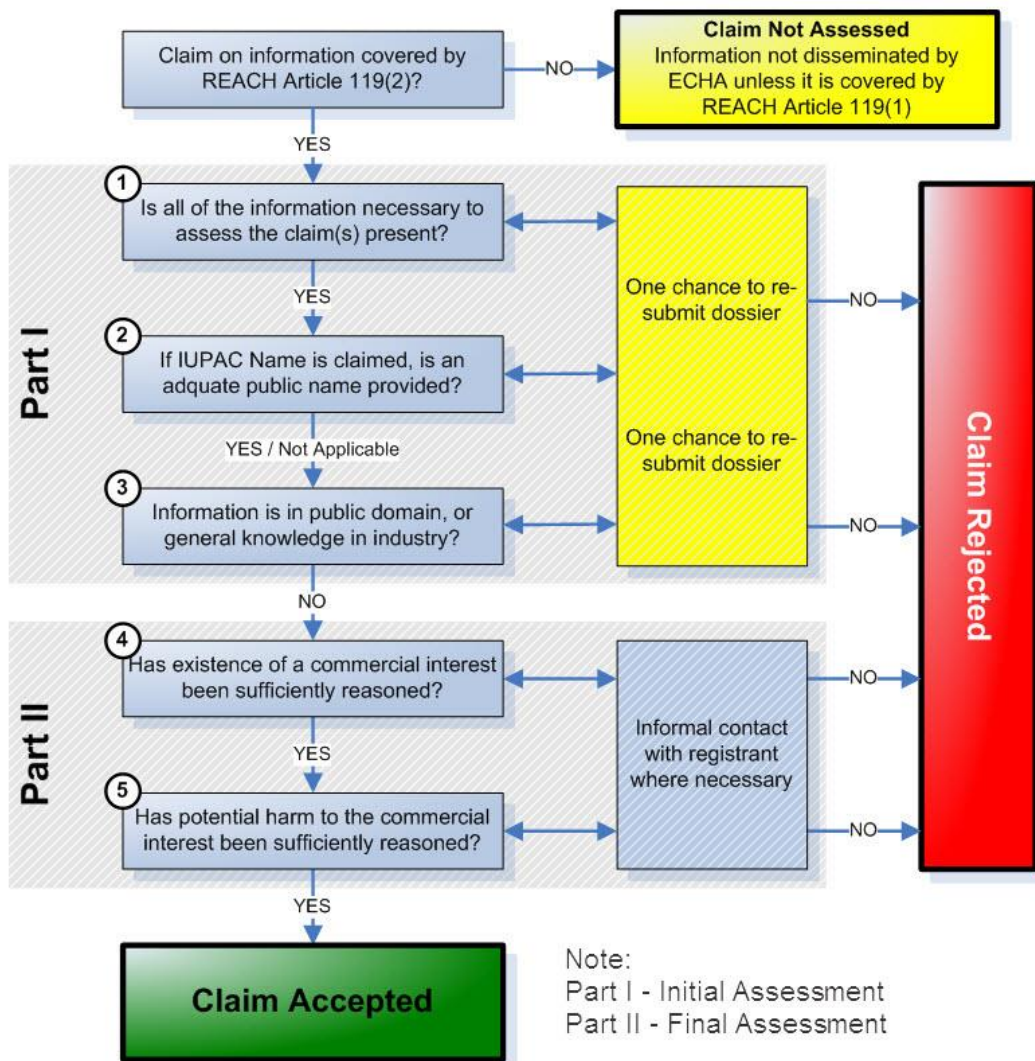 Claim on information covered by
REACH Article 119(2)?
NO
Claim Not Assessed
Information not disseminated by
ECHA unless it is covered by
REACH Article 119(1)
YES
Part I
1
Is all of the information necessary to
assess the claim(s) present?
One chance to re-
submit dossier
NO
YES
2
If IUPAC Name is claimed, is an
adquate public name provided?
YES / Not Applicable
One chance to re-
submit dossier
3
Information is in public domain, or
general knowledge in industry?
NO
Claim Rejected
NO
Part II
4
Has existence of a commercial interest
been sufficiently reasoned?
NO
Informal contact
with registrant
where necessary
YES
5
Has potential harm to the commercial
interest been sufficiently reasoned?
NO
YES
Claim Accepted
Note:
Part I - Initial Assessment
Part II - Final Assessment